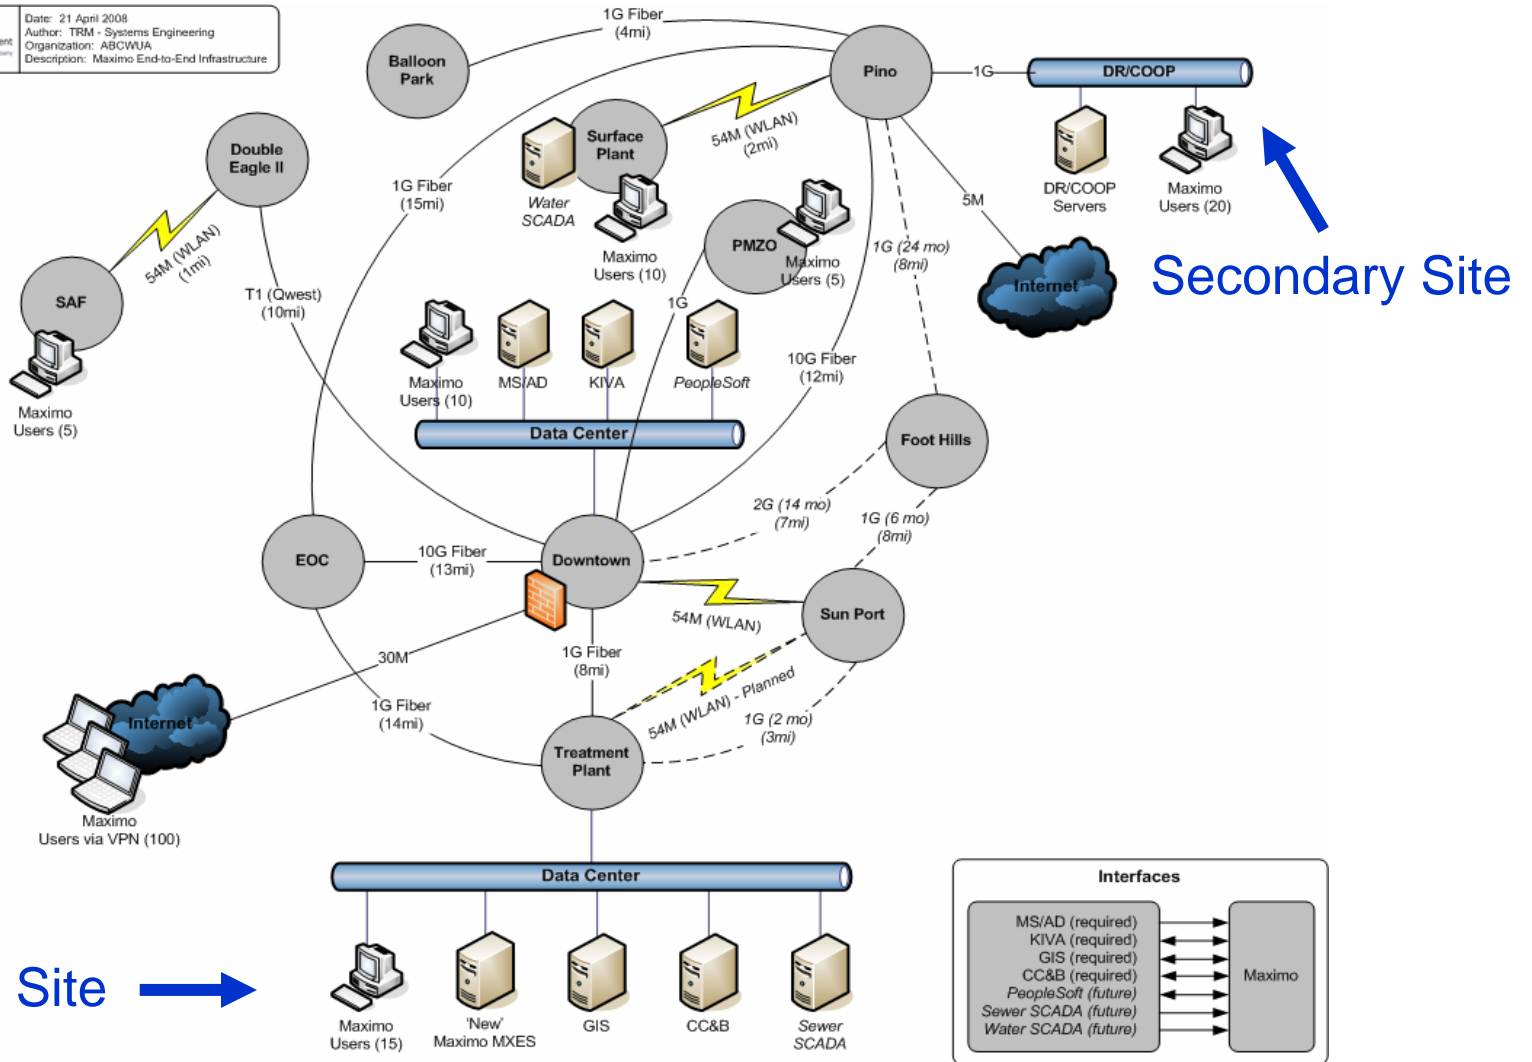 Date: 21 April 2008
Author: TRM - Systems Engineering
Organization: ABCWUA
Description: Maximo End-to-End Infrastructure
1G Fiber
(4mi)
Balloon
Park
Pino
1G
DR/COOP
DR/COOP
Servers
Maximo
Users (20)
Secondary Site
Double
Eagle II
Surface
Plant
Water
SCADA
Maximo
Users (10)
54M (WLAN)
(2mi)
1G Fiber
(15mi)
PMZO
Maximo
Users (5)
5M
Internet
1G (24 mo)
(8mi)
54M (WLAN)
(1mi)
SAF
Maximo
Users (5)
T1 (Qwest)
(10mi)
1G
10G Fiber
(12mi)
Maximo
Users (10)
MS/AD
KIVA
PeopleSoft
Data Center
Foot Hills
2G (14 mo)
(7mi)
1G (6 mo)
(8mi)
EOC
10G Fiber
(13mi)
Downtown
54M (WLAN)
Sun Port
30M
1G Fiber
(8mi)
54M (WLAN) - Planned
1G (2 mo)
(3mi)
1G Fiber
(14mi)
Internet
Treatment
Plant
Maximo
Users via VPN (100)
Data Center
Site
Maximo
Users (15)
'New'
Maximo MXES
GIS
CC&B
Sewer
SCADA
Interfaces
MS/AD (required)
KIVA (required)
GIS (required)
CC&B (required)
PeopleSoft (future)
Sewer SCADA (future)
Water SCADA (future)
Maximo